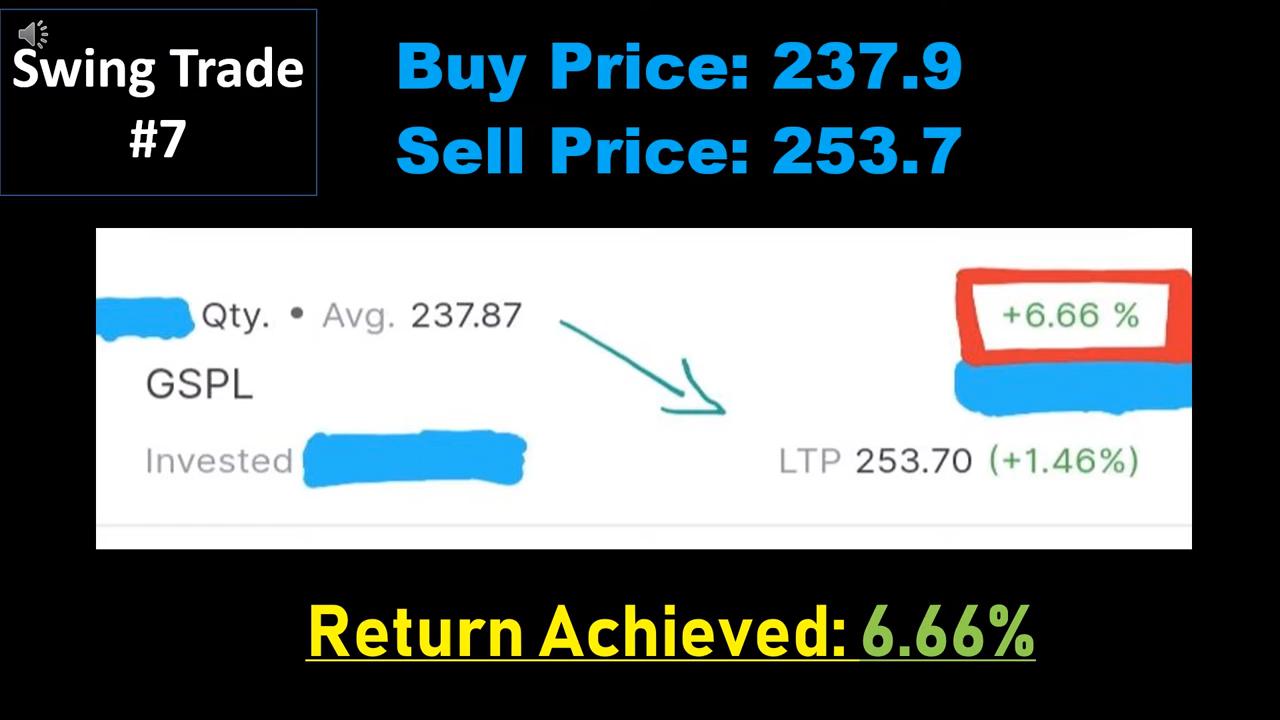 Swing Trade
#7
Buy Price: 237.9
Sell Price: 253.7
Qty. • Avg. 237.87
+6.66 %
GSPL
Invested
LTP 253.70 (+1.46%)
Return Achieved: 6.66%